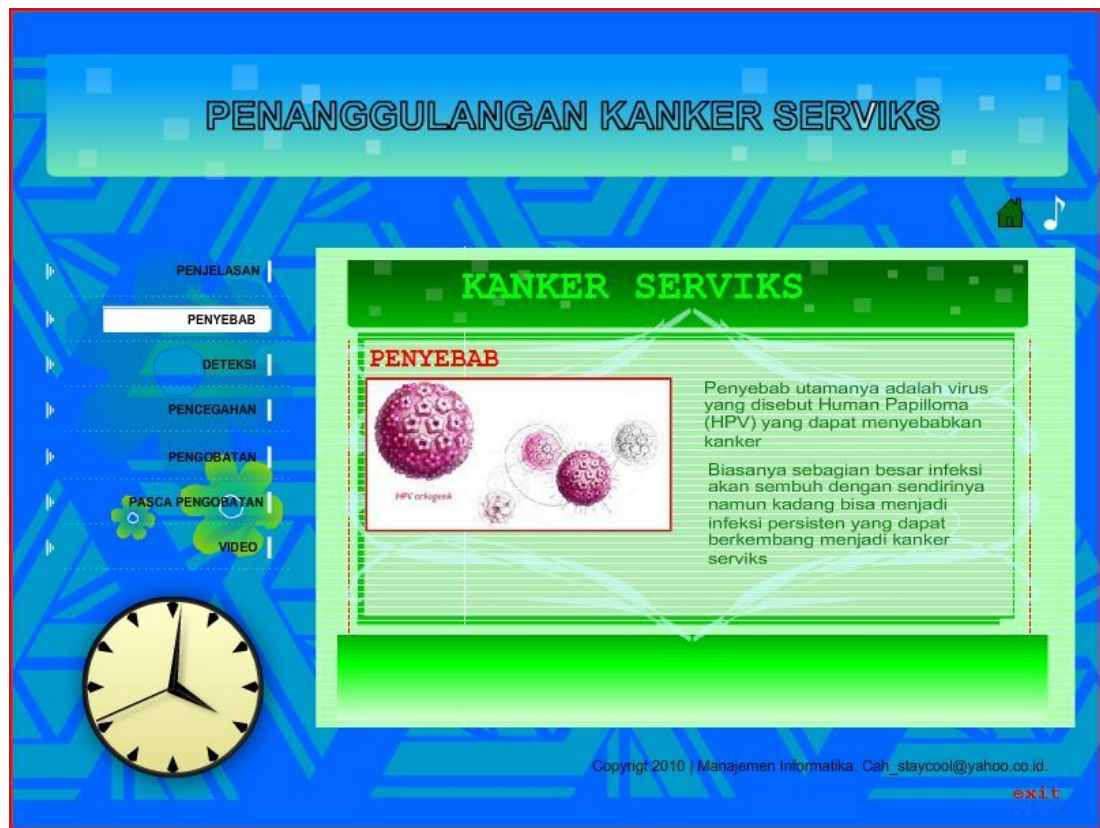 PENANGGULANGAN KANKER SERVIKS
PENJELASAN
PENYEBAB
DETEKSI
PENCEGAHAN
PENGOBATAN
PASCA PENGOBATAN
VIDEO
KANKER SERVIKS
PENYEBAB
HPV onkogenik
Penyebab utamanya adalah virus
yang disebut Human Papilloma
(HPV) yang dapat menyebabkan
kanker
Biasanya sebagian besar infeksi
akan sembuh dengan sendirinya
namun kadang bisa menjadi
infeksi persisten yang dapat
berkembang menjadi kanker
serviks
Copyrigt 2010 | Manajemen Informatika. Cah_staycool@yahoo.co.id.
exit